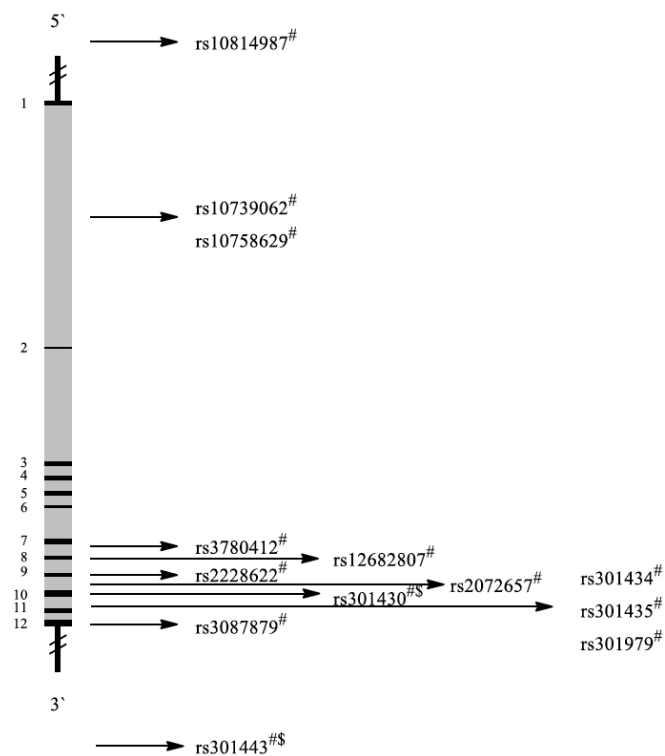 5`
rs10814987#
1
rs10739062#
rs10758629#
2
3
4
5
6
7
rs3780412#
8
rs12682807#
9
rs2228622#
rs2072657#
rs301434#
10
rs301430#$
11
rs301435#
12
rs3087879#
rs301979#
3`
rs301443#$